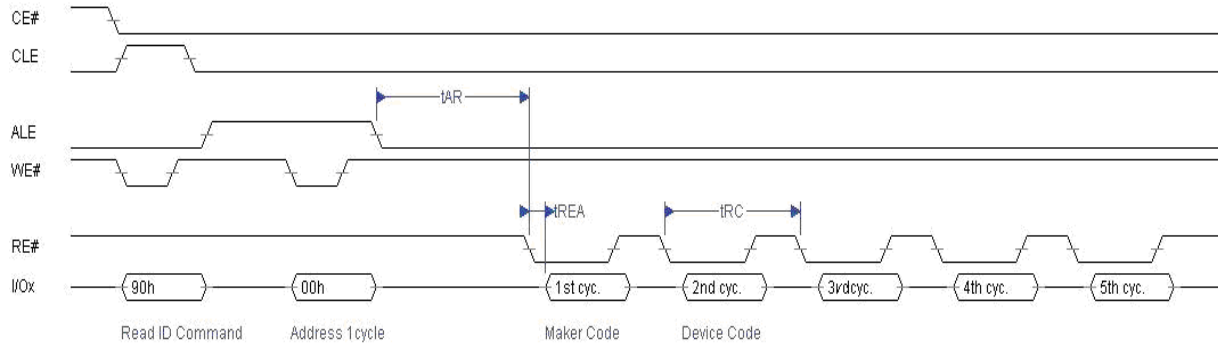 CE#
CLE
tAR
ALE
WE#
tREA
tRC
RE#
I/Ox
90h
00h
1st cyc.
2nd cyc.
3vdcyc.
4th cyc.
5th cyc.
Read ID Command
Address 1cycle
Maker Code
Device Code